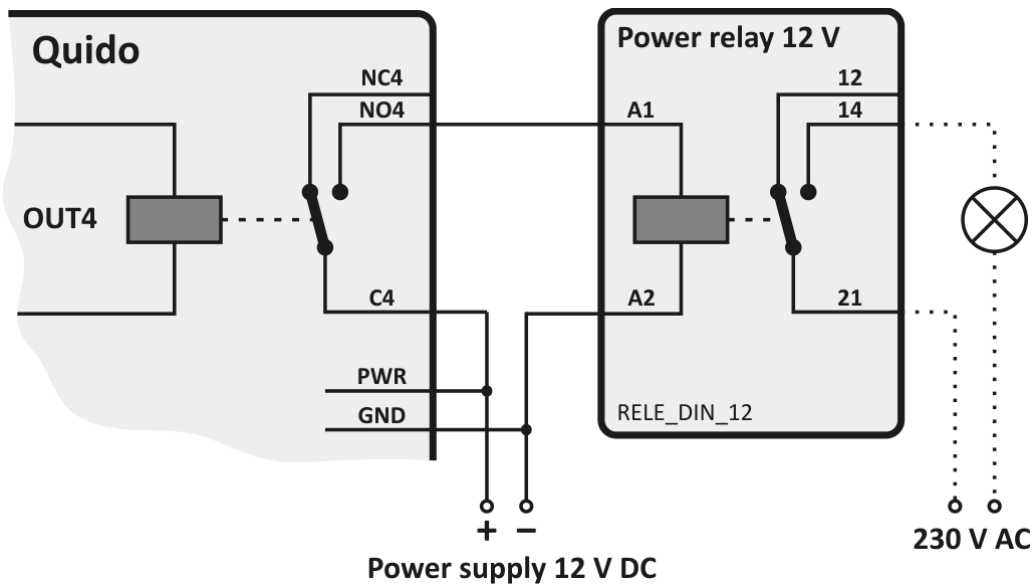 Quido
NC4
NO4
OUT4
C4
PWR
GND
Power relay 12 V
12
A1
14
A2
21
RELE_DIN_12
+ −
Power supply 12 V DC
230 V AC